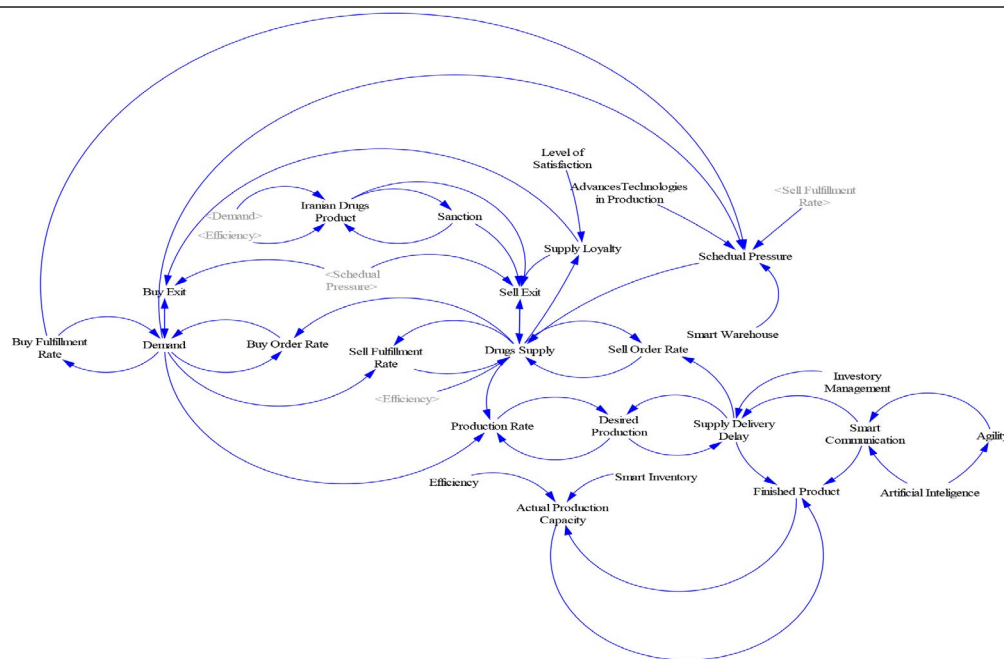 Level of
Satisfaction
AdvancesTechnologies
in Production
<Sell Fulfillment
Rate>
<Demand>
Iranian Drugs
Product
Sanction
<Efficiency>
Supply Loyalty
Schedual Pressure
<Schedual
Pressure>
Buy Exit
Sell Exit
Smart Warehouse
Buy Fulfillment
Rate
Demand
Buy Order Rate
Sell Fulfillment
Rate
Drugs Supply
Sell Order Rate
<Efficiency>
Investory
Management
Production Rate
Desired
Production
Supply Delivery
Delay
Smart
Communication
Agility
Efficiency
Smart Inventory
Finished Product
Artificial Inteligence
Actual Production
Capacity